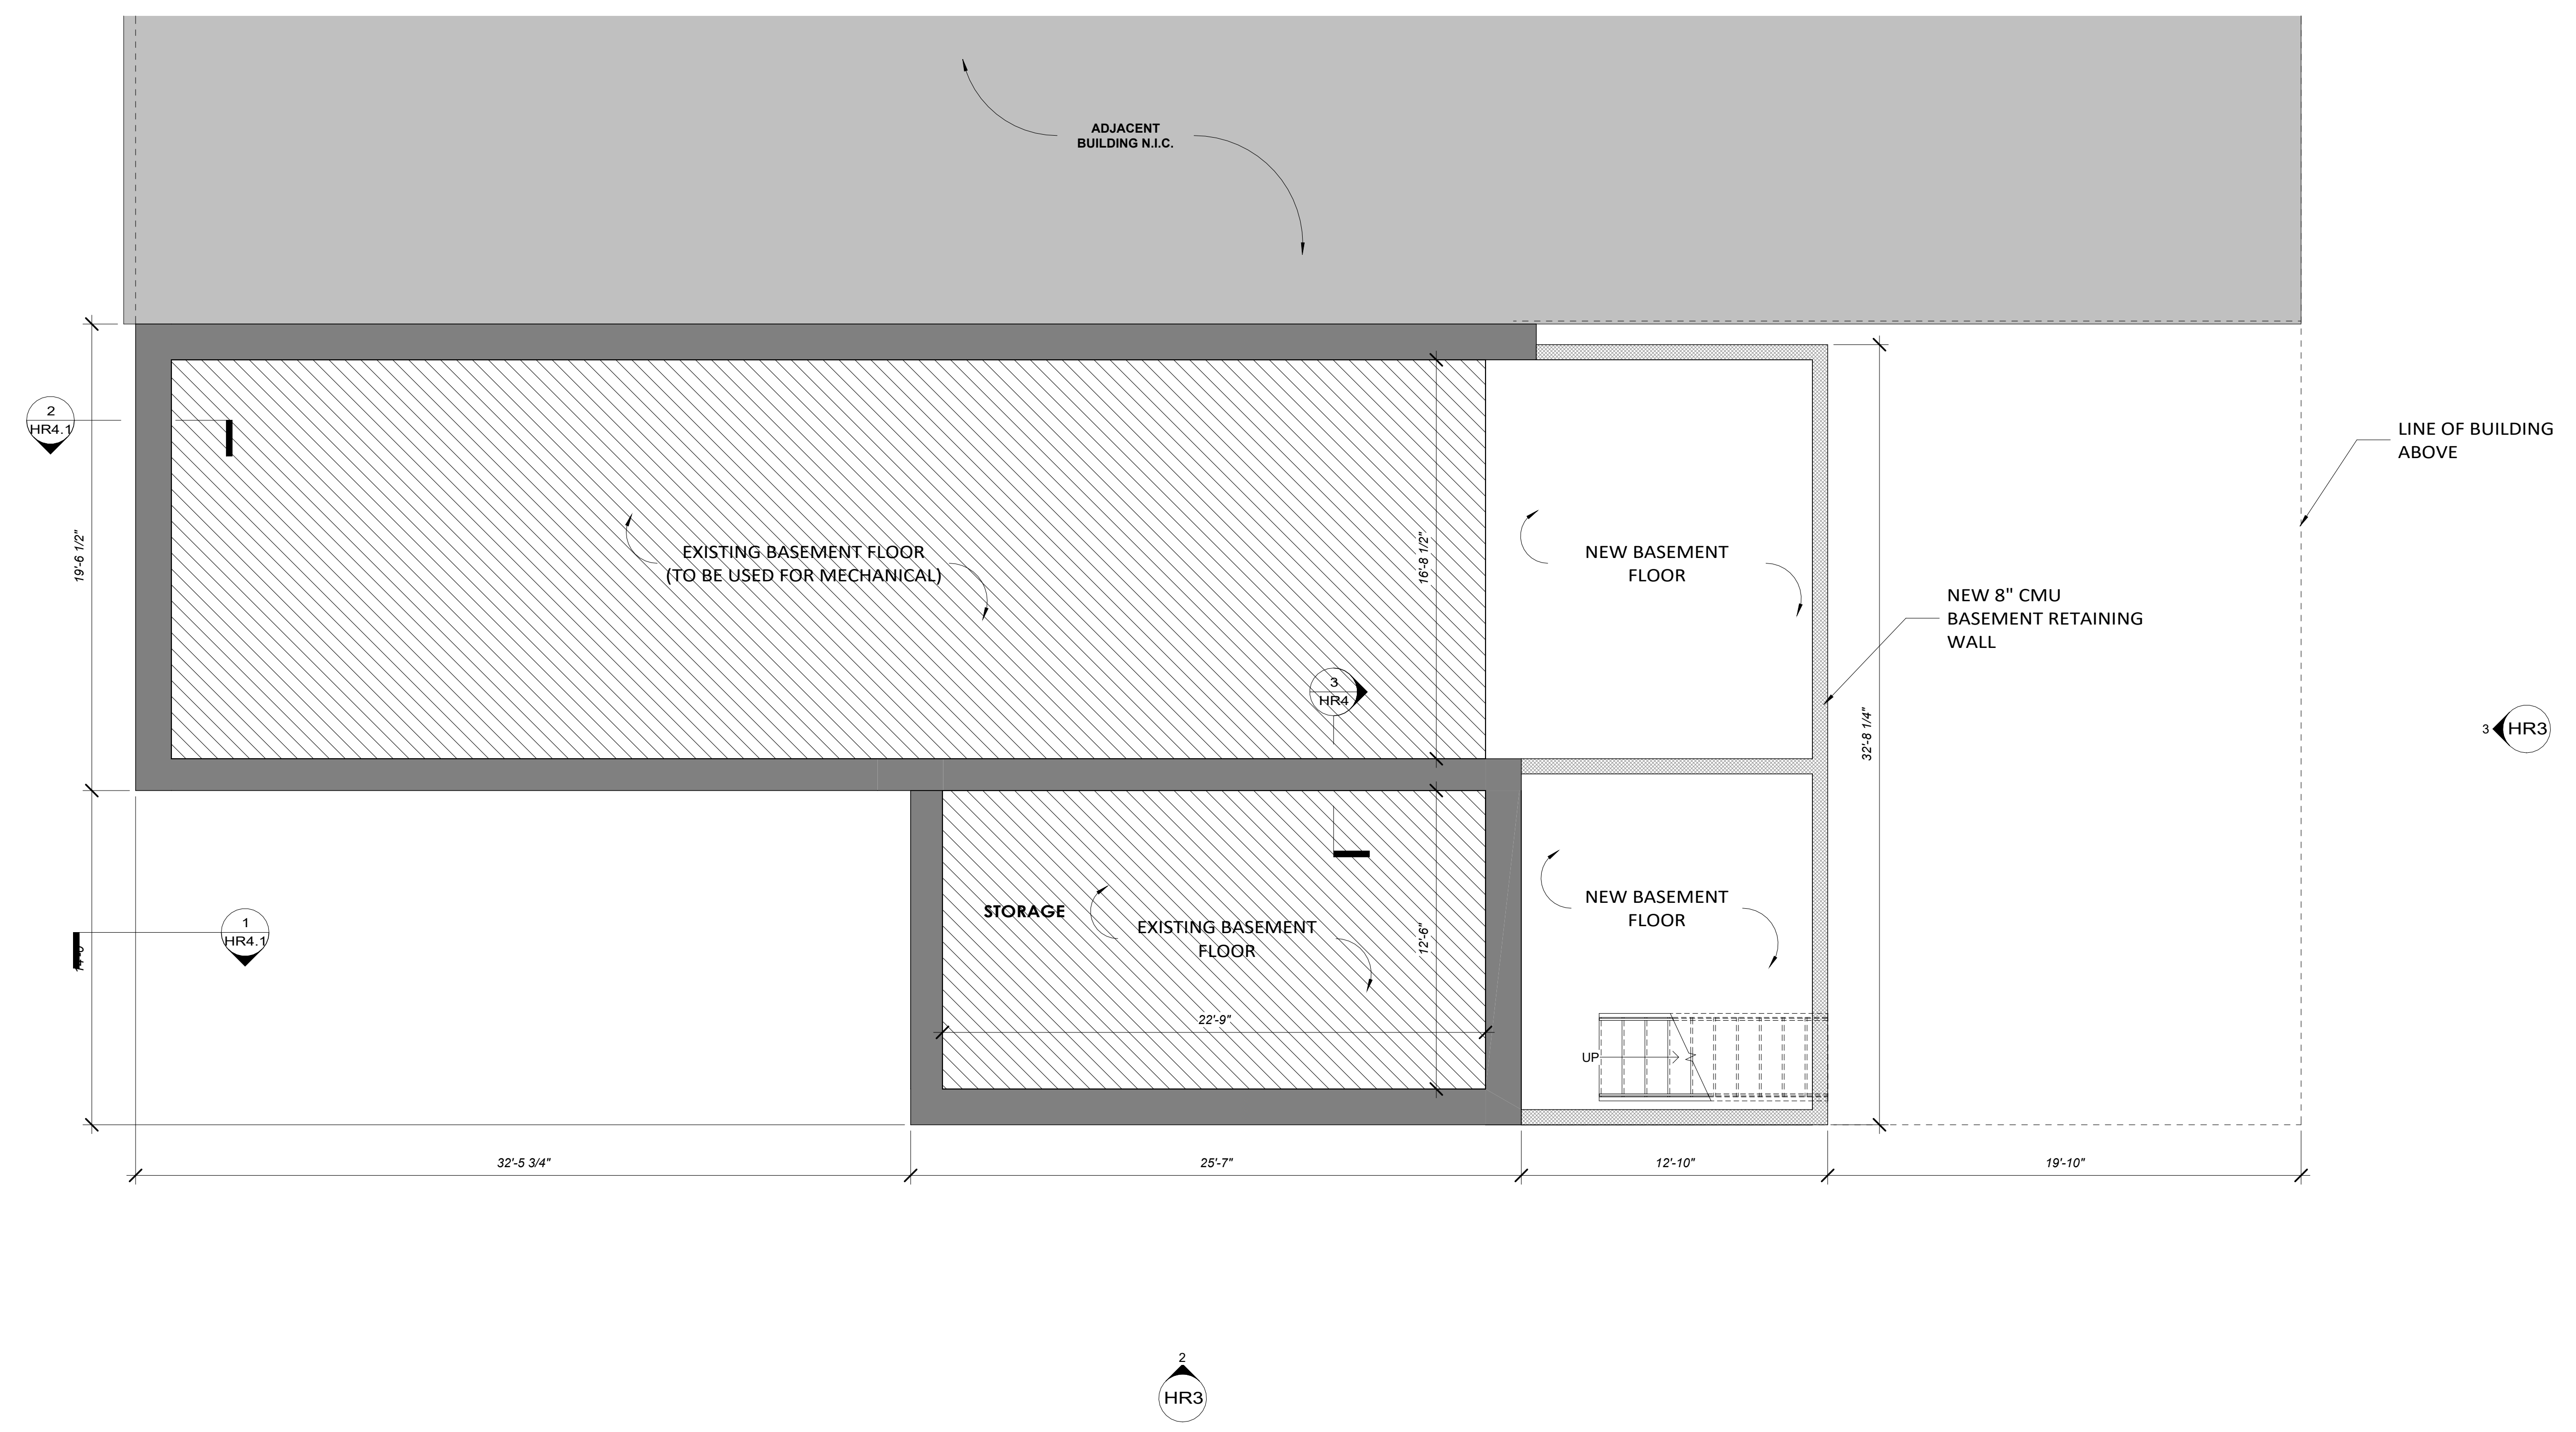 ADJACENT
BUILDING N.I.C.
2
HR4.1
LINE OF BUILDING
ABOVE
19'-6 1/2"
EXISTING BASEMENT FLOOR
(TO BE USED FOR MECHANICAL)
16'-8 1/2"
NEW BASEMENT
FLOOR
NEW 8" CMU
BASEMENT RETAINING
WALL
3
HR4
32'-8 1/4"
3
HR3
1
HR4.1
STORAGE
EXISTING BASEMENT
FLOOR
12'-6"
NEW BASEMENT
FLOOR
22'-9"
UP
32'-5 3/4"
25'-7"
12'-10"
19'-10"
2
HR3